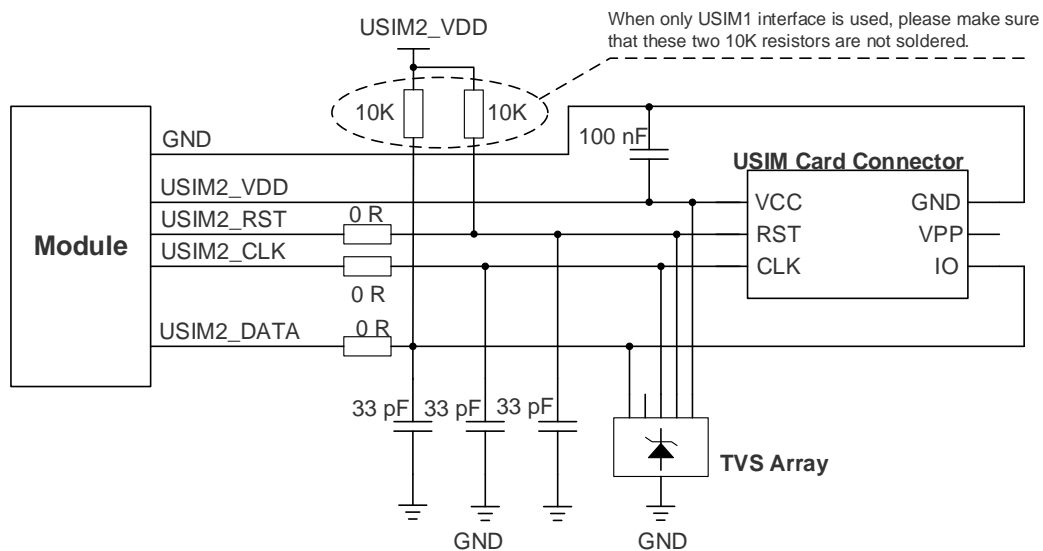 When only USIM1 interface is used, please make sure
that these two 10K resistors are not soldered.
USIM2_VDD
10K
10K
GND
100 nF
USIM Card Connector
USIM2_VDD
VCC
GND
USIM2_RST
0 R
RST
VPP
Module
USIM2_CLK
CLK
IO
0 R
USIM2_DATA
0 R
33 pF
33 pF
33 pF
TVS Array
GND
GND